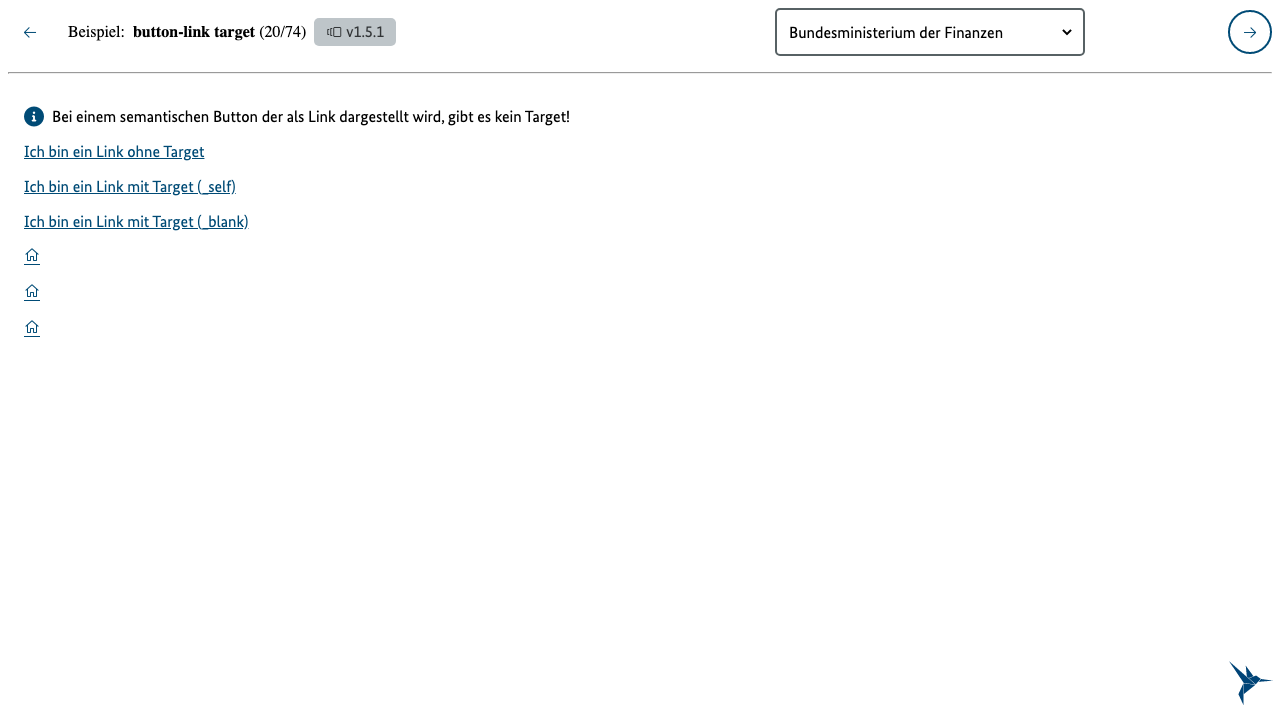 Beispiel: button-link target (20/74) v1.5.1 Bundesministerium der Finanzen
Bei einem semantischen Button der als Link dargestellt wird, gibt es kein Target!
Ich bin ein Link ohne Target
Ich bin ein Link mit Target (_self)
Ich bin ein Link mit Target (_blank)